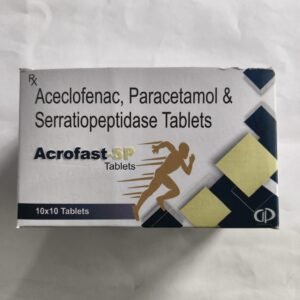 Rx
Aceclofenac, Paracetamol &
Serratiopeptidase Tablets
Acrofast-SP
Tablets
10x10 Tablets